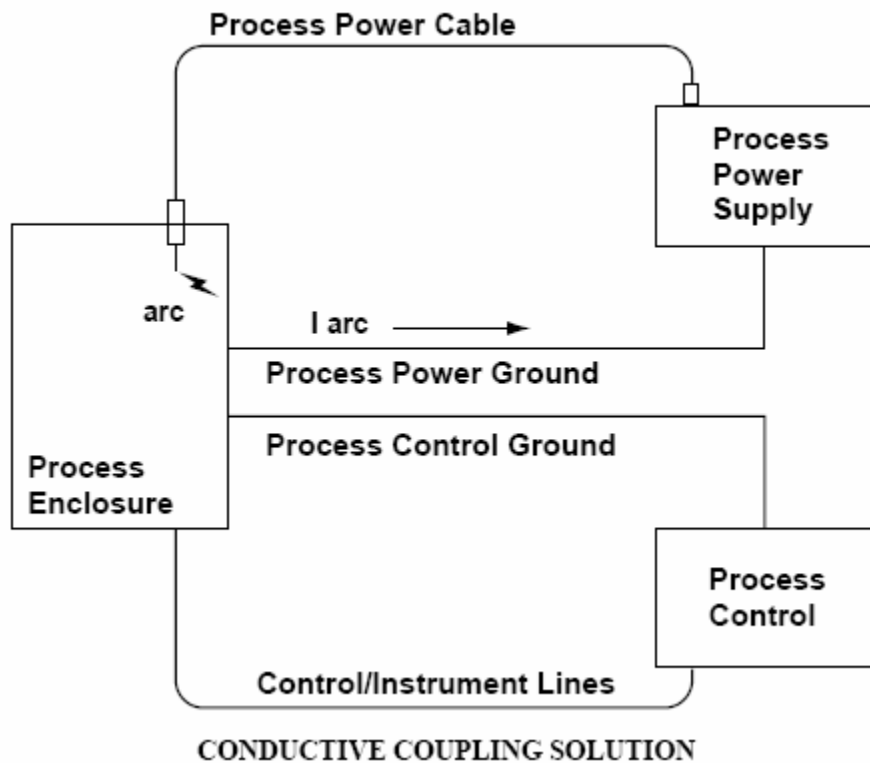 Process Power Cable
Process
Power
Supply
arc
I arc
Process Power Ground
Process Control Ground
Process
Enclosure
Process
Control
Control/Instrument Lines
CONDUCTIVE COUPLING SOLUTION